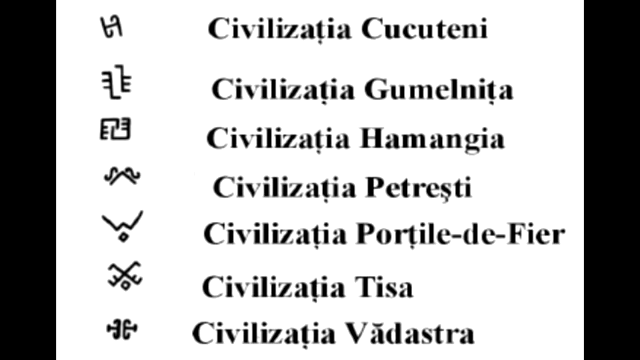 Civilizația Cucuteni
Civilizația Gumelnița
Civilizația Hamangia
Civilizația Petrești
Civilizația Porțile-de-Fier
Civilizația Tisa
Civilizația Vădastra